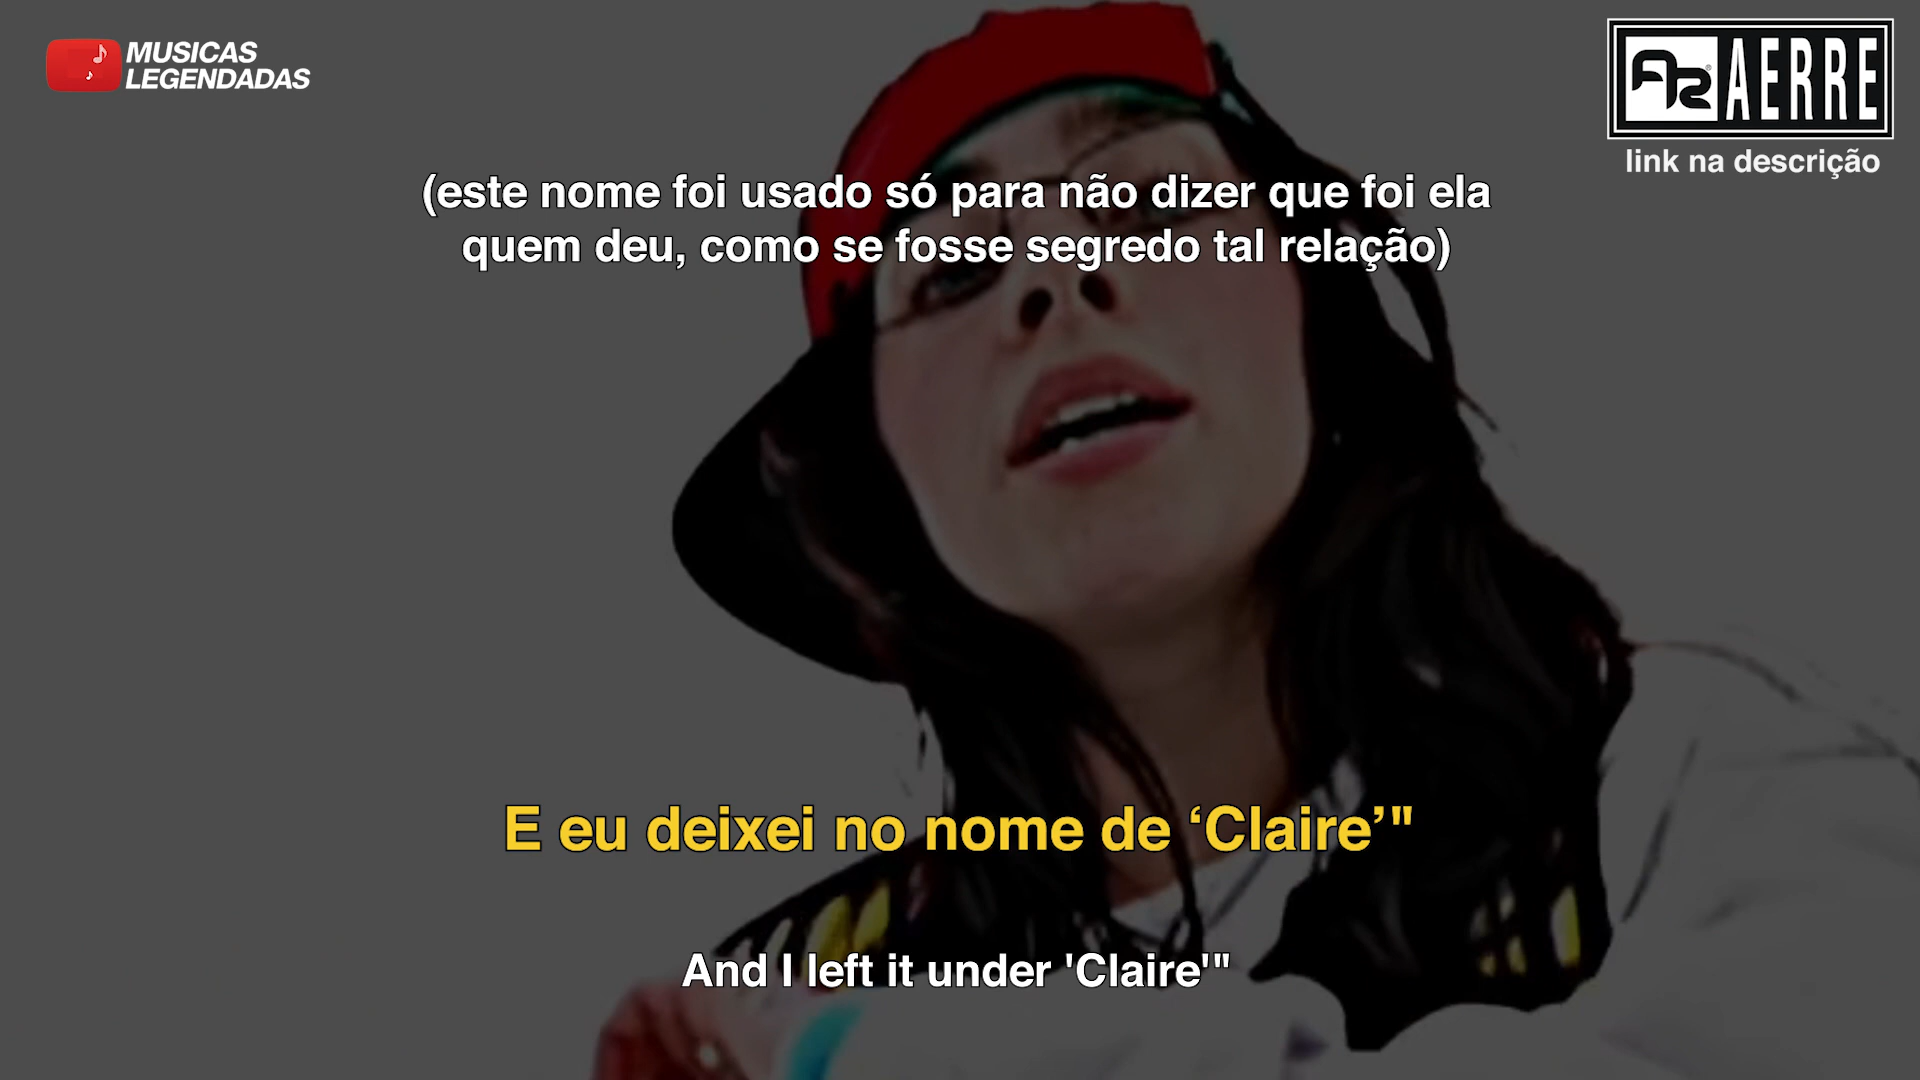 MUSICAS
LEGENDADAS
AR® AERRE
link na descrição
(este nome foi usado só para não dizer que foi ela
quem deu, como se fosse segredo tal relação)
E eu deixei no nome de ‘Claire’"
And I left it under 'Claire'"